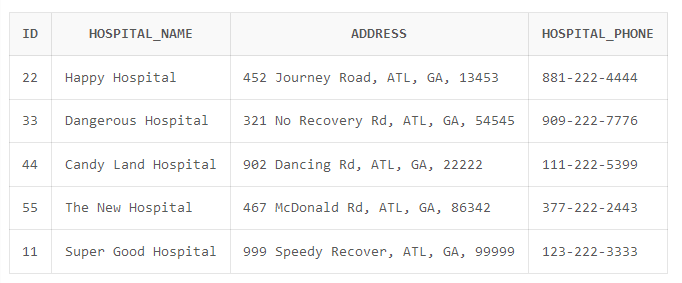 ID HOSPITAL_NAME ADDRESS HOSPITAL_PHONE
22 Happy Hospital 452 Journey Road, ATL, GA, 13453 881-222-4444
33 Dangerous Hospital 321 No Recovery Rd, ATL, GA, 54545 909-222-7776
44 Candy Land Hospital 902 Dancing Rd, ATL, GA, 22222 111-222-5399
55 The New Hospital 467 McDonald Rd, ATL, GA, 86342 377-222-2443
11 Super Good Hospital 999 Speedy Recover, ATL, GA, 99999 123-222-3333